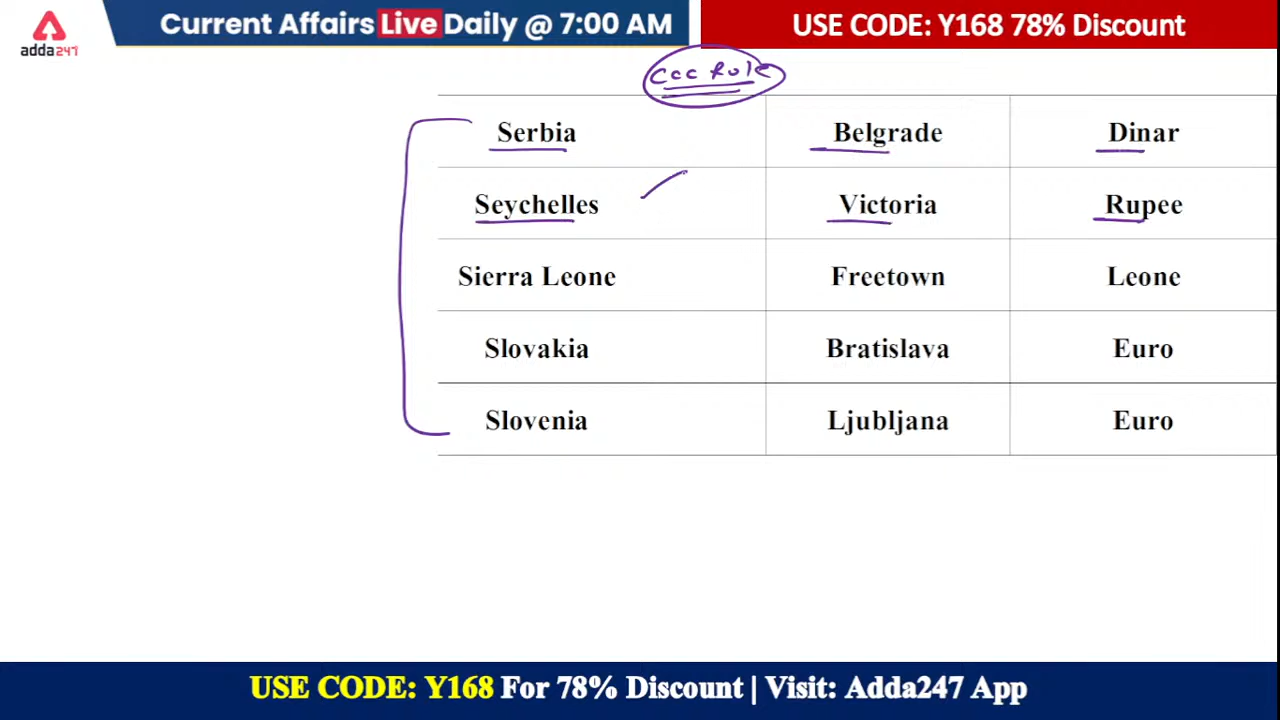 Current Affairs Live Daily @ 7:00 AM
USE CODE: Y168 78% Discount
adda247
CCC Rule
Serbia Belgrade Dinar
Seychelles Victoria Rupee
Sierra Leone Freetown Leone
Slovakia Bratislava Euro
Slovenia Ljubljana Euro
USE CODE: Y168 For 78% Discount | Visit: Adda247 App